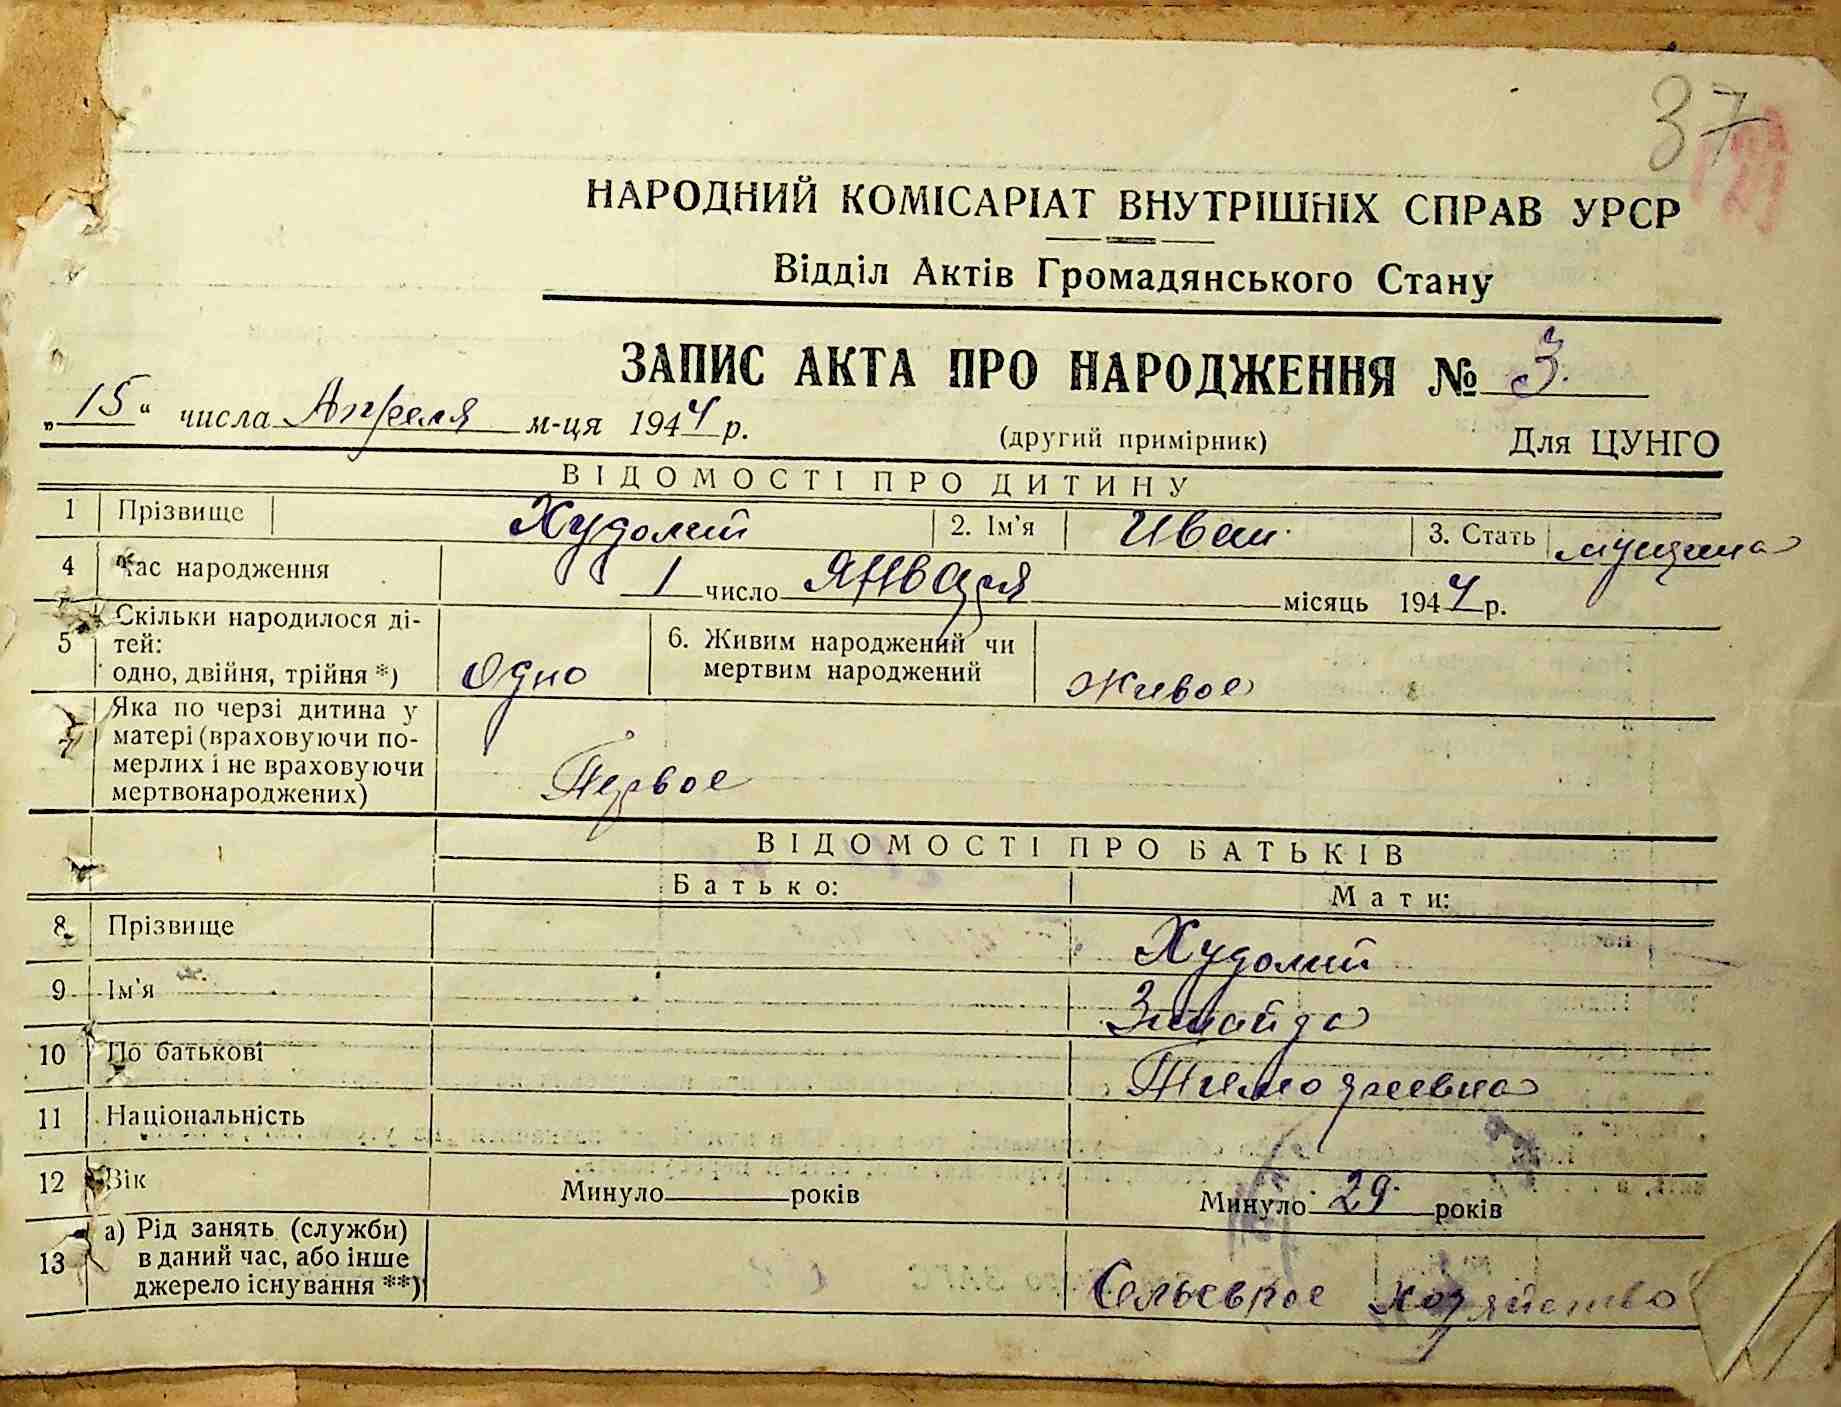 37
НАРОДНИЙ КОМІСАРІАТ ВНУТРІШНІХ СПРАВ УРСР
Відділ Актів Громадянського Стану
ЗАПИС АКТА ПРО НАРОДЖЕННЯ № 3.
„15“ числа Апреля м-ця 1944 р.
(другий примірник) Для ЦУНГО
ВІДОМОСТІ ПРО ДИТИНУ
1 Прізвище Худолий 2. Ім'я Иван 3. Стать мущина
4 Час народження 1 число января місяць 1944 р.
5 Скільки народилося ді-
тей:
одно, двійня, трійня *) Одно
6. Живим народжений чи
мертвим народжений Живое
7 Яка по черзі дитина у
матері (враховуючи по-
мерлих і не враховуючи
мертвонароджених) Первое
ВІДОМОСТІ ПРО БАТЬКІВ
Батько: Мати:
8 Прізвище Худолий
9 Ім'я Зинаида
10 По батькові Тимофеевна
11 Національність
12 Вік Минуло років Минуло 29 років
13 а) Рід занять (служби)
в даний час, або інше
джерело існування **) Сельское хозяйство